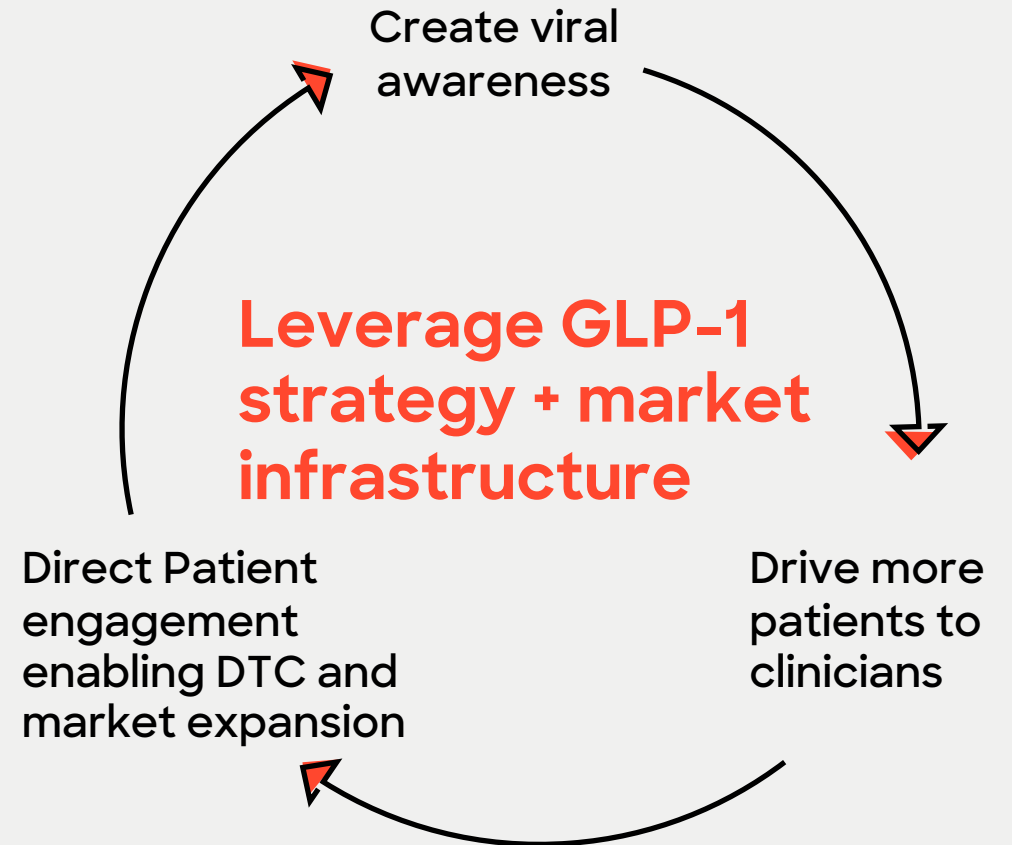 Create viral
awareness
Leverage GLP-1
strategy + market
infrastructure
Direct Patient
engagement
enabling DTC and
market expansion
Drive more
patients to
clinicians